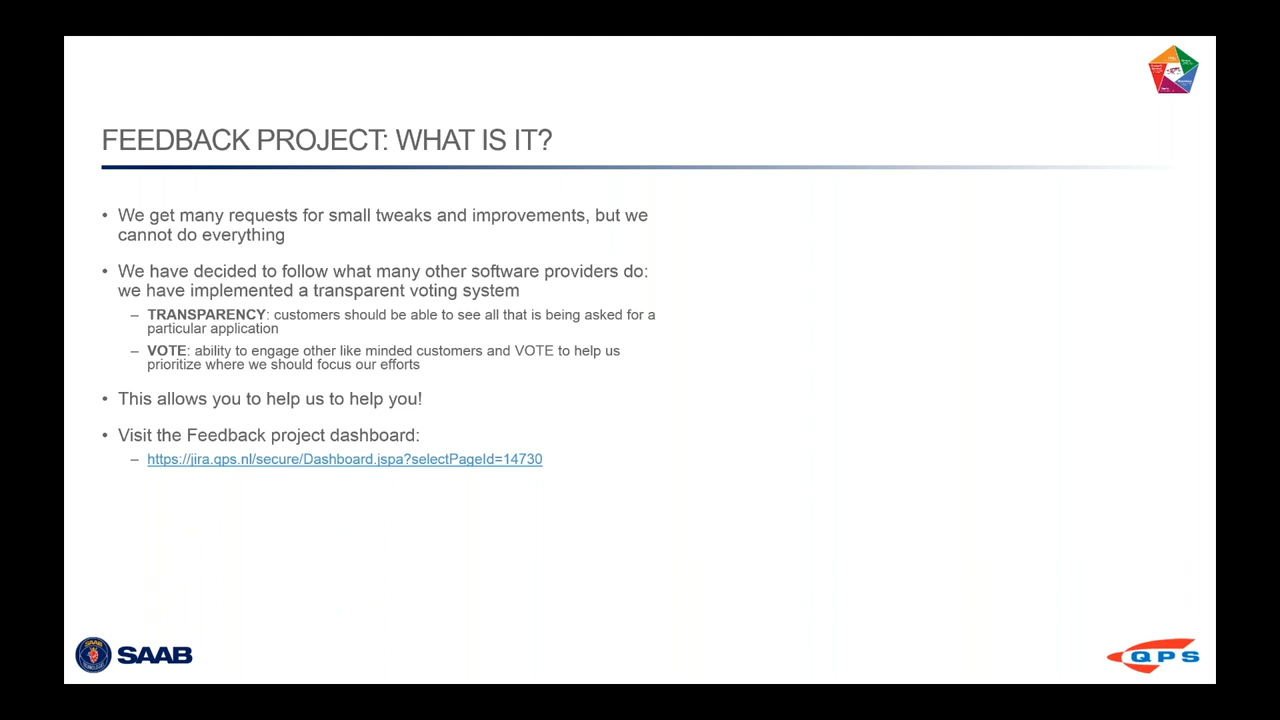 FEEDBACK PROJECT: WHAT IS IT?
• We get many requests for small tweaks and improvements, but we
cannot do everything
• We have decided to follow what many other software providers do:
we have implemented a transparent voting system
– TRANSPARENCY: customers should be able to see all that is being asked for a
particular application
– VOTE: ability to engage other like minded customers and VOTE to help us
prioritize where we should focus our efforts
• This allows you to help us to help you!
• Visit the Feedback project dashboard:
– https://jira.qps.nl/secure/Dashboard.jspa?selectPageId=14730
SAAB
QPS